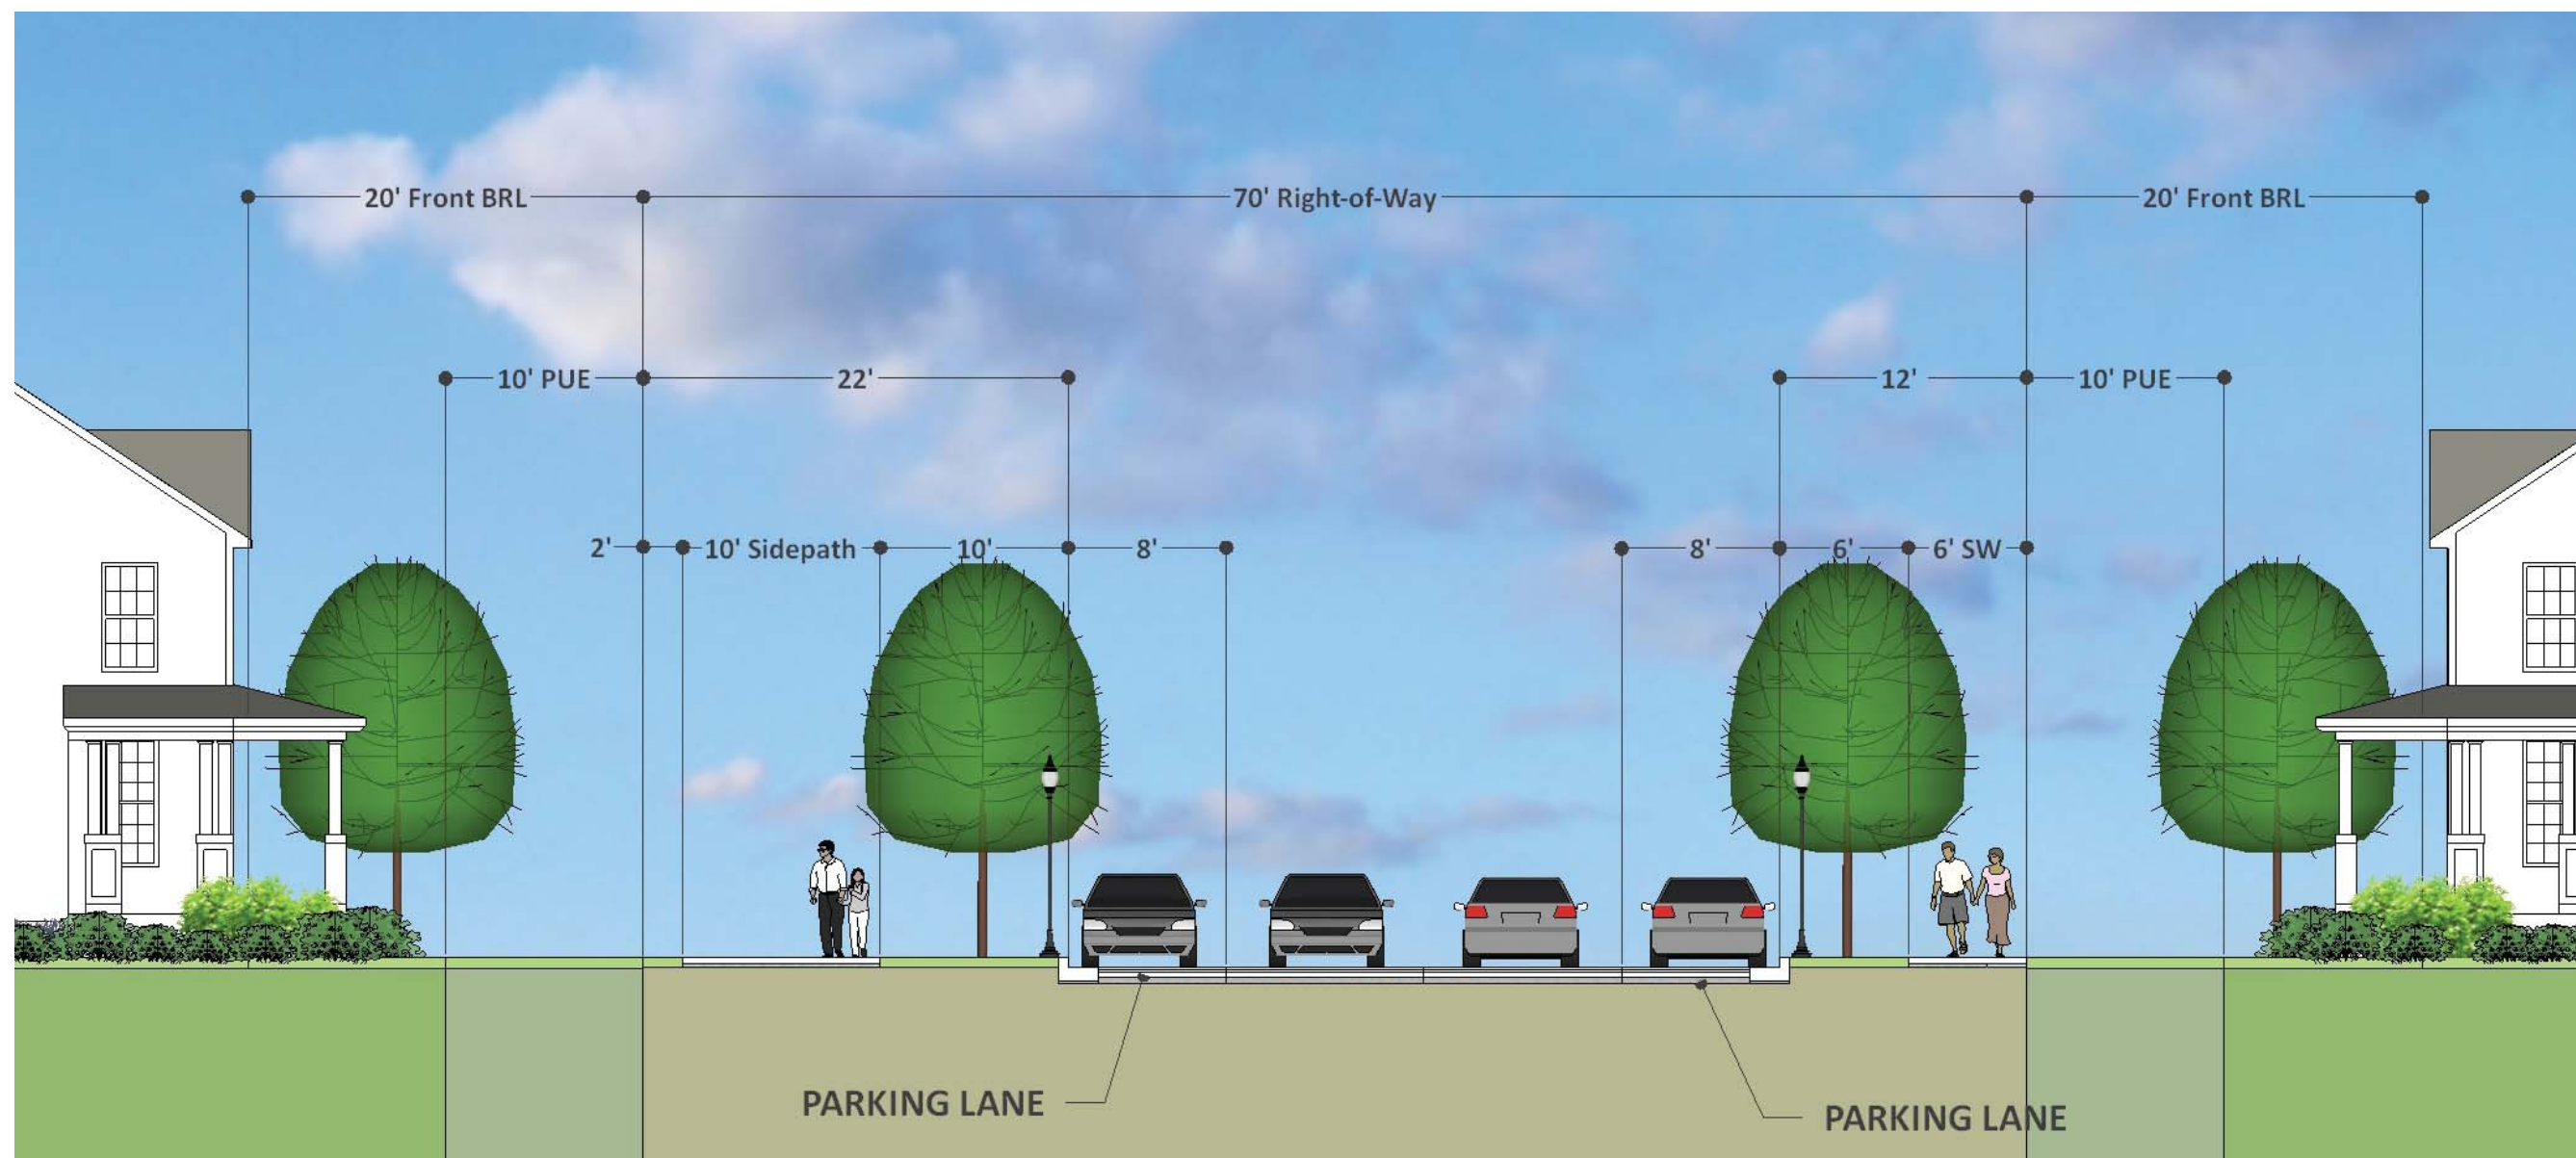 20' Front BRL
70' Right-of-Way
20' Front BRL
10' PUE
22'
12'
10' PUE
2'
10' Sidepath
10'
8'
8'
6'
6' SW
PARKING LANE
PARKING LANE